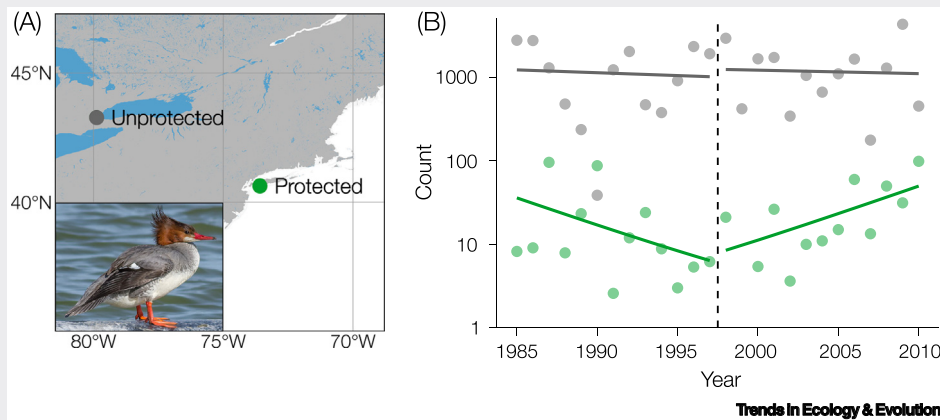 (A)
45°N
Unprotected
Protected
40°N
80°W 75°W 70°W
(B)
Count
1000
100
10
1
1985 1990 1995 2000 2005 2010
Year
Trends in Ecology & Evolution